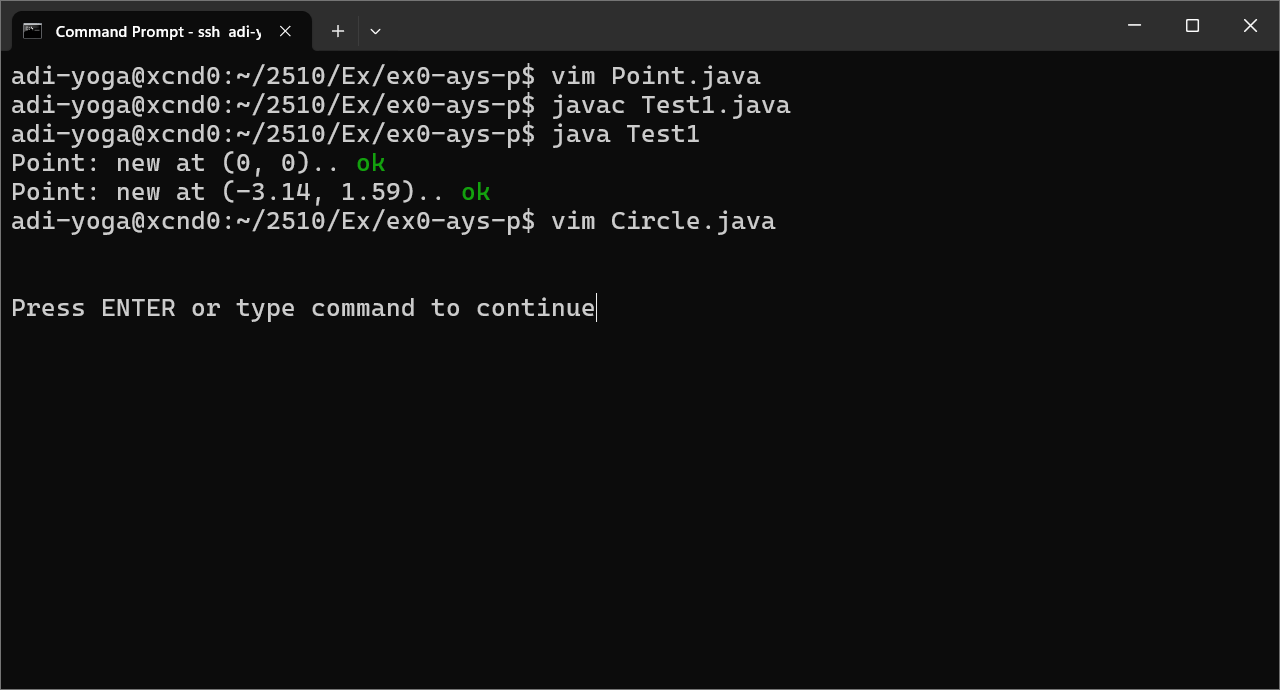 Command Prompt - ssh adi-y
adi-yoga@xcnd0:~/2510/Ex/ex0-ays-p$ vim Point.java
adi-yoga@xcnd0:~/2510/Ex/ex0-ays-p$ javac Test1.java
adi-yoga@xcnd0:~/2510/Ex/ex0-ays-p$ java Test1
Point: new at (0, 0).. ok
Point: new at (-3.14, 1.59).. ok
adi-yoga@xcnd0:~/2510/Ex/ex0-ays-p$ vim Circle.java
Press ENTER or type command to continue